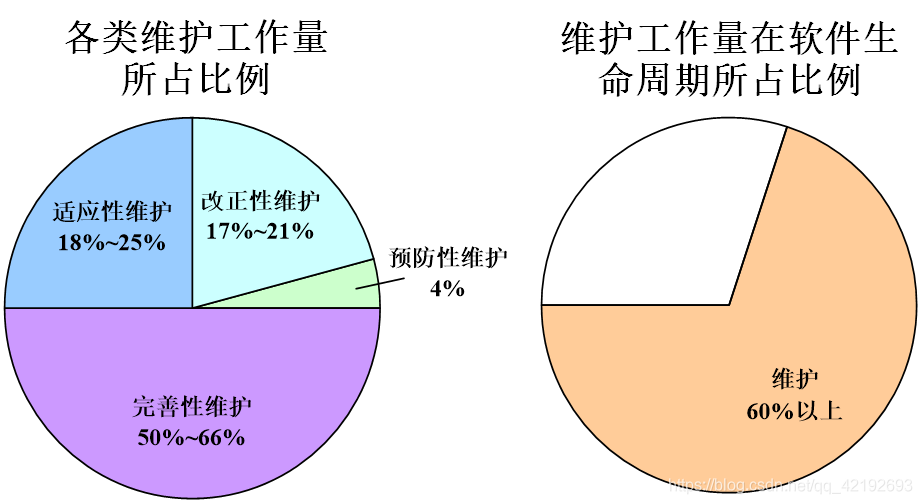 各类维护工作量
所占比例
适应性维护
18%~25%
改正性维护
17%~21%
预防性维护
4%
完善性维护
50%~66%
维护工作量在软件生
命周期所占比例
维护
60%以上
https://blog.csdn.net/qq_42192693